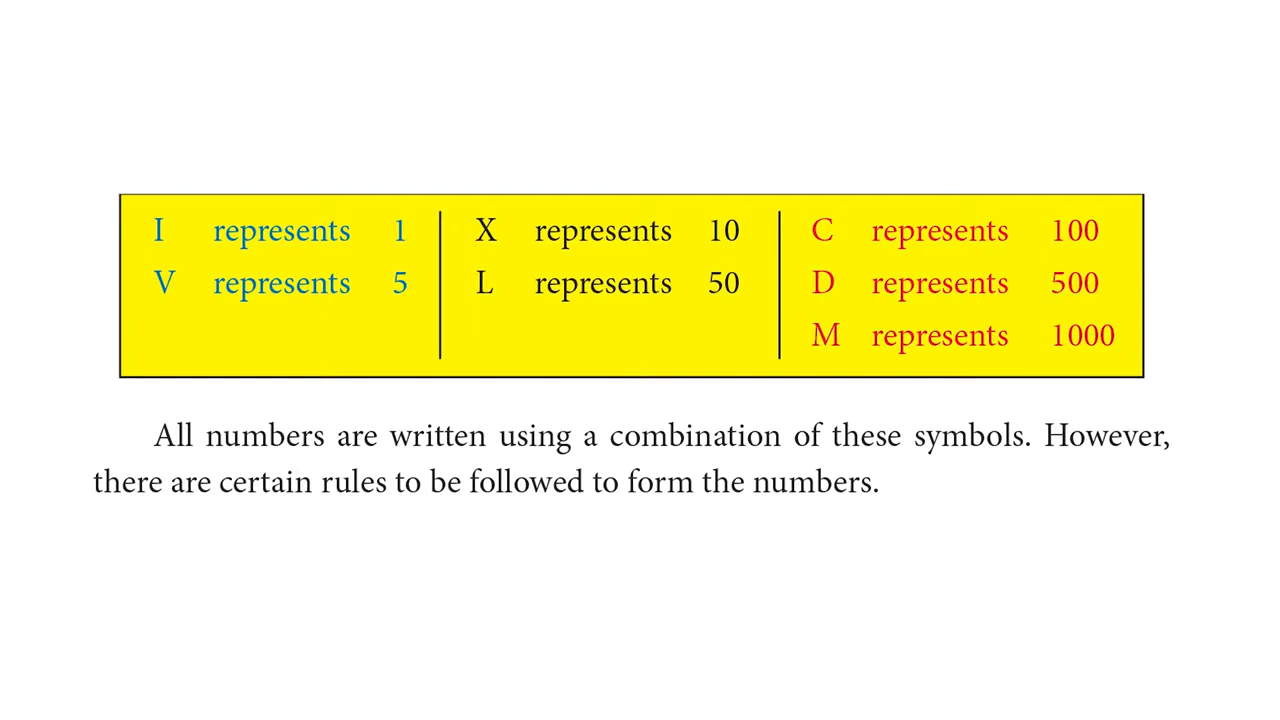 I represents 1 X represents 10 C represents 100
V represents 5 L represents 50 D represents 500
M represents 1000
All numbers are written using a combination of these symbols. However,
there are certain rules to be followed to form the numbers.